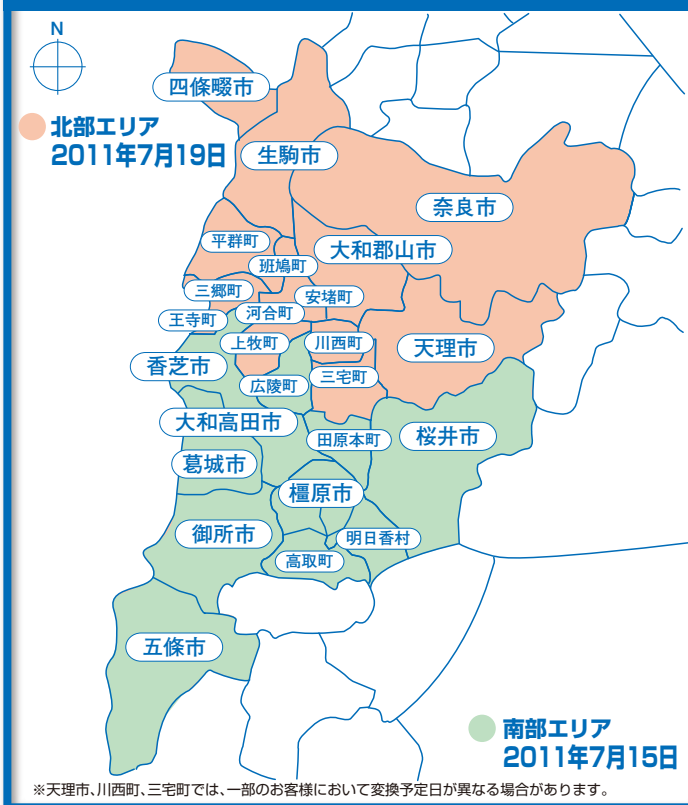 N
四條畷市
北部エリア
2011年7月19日
生駒市
奈良市
平群町
大和郡山市
班鳩町
三郷町
安堵町
河合町
王寺町
上牧町
川西町
天理市
香芝市
三宅町
広陵町
大和高田市
田原本町
桜井市
葛城市
橿原市
御所市
明日香村
高取町
五條市
南部エリア
2011年7月15日
※天理市、川西町、三宅町では、一部のお客様において変換予定日が異なる場合があります。